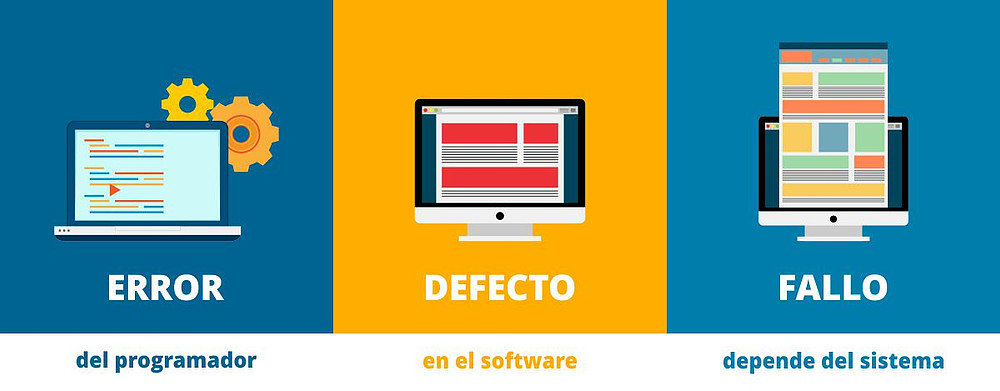 ERROR
DEFECTO
FALLO
del programador
en el software
depende del sistema